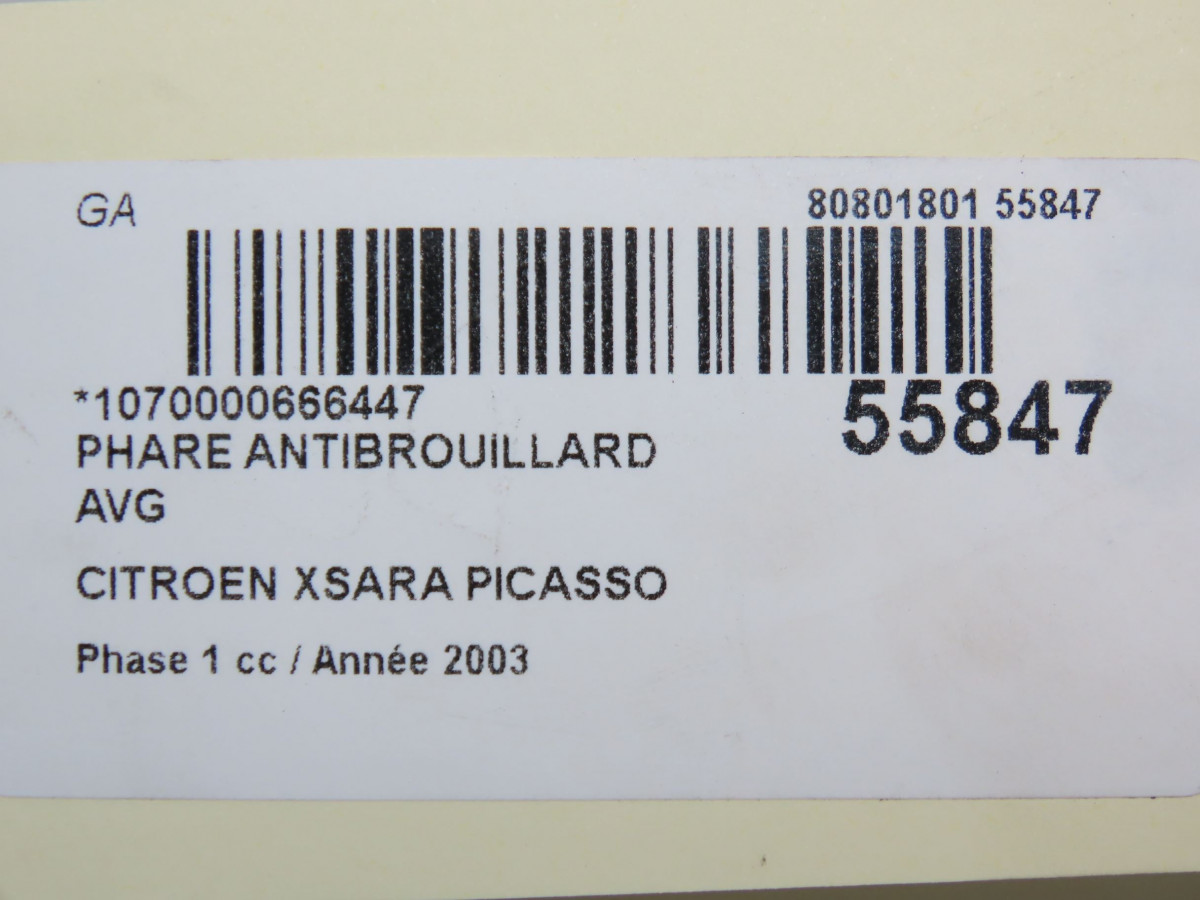 GA
80801801 55847
*1070000666447
55847
PHARE ANTIBROUILLARD
AVG
CITROEN XSARA PICASSO
Phase 1 cc / Année 2003